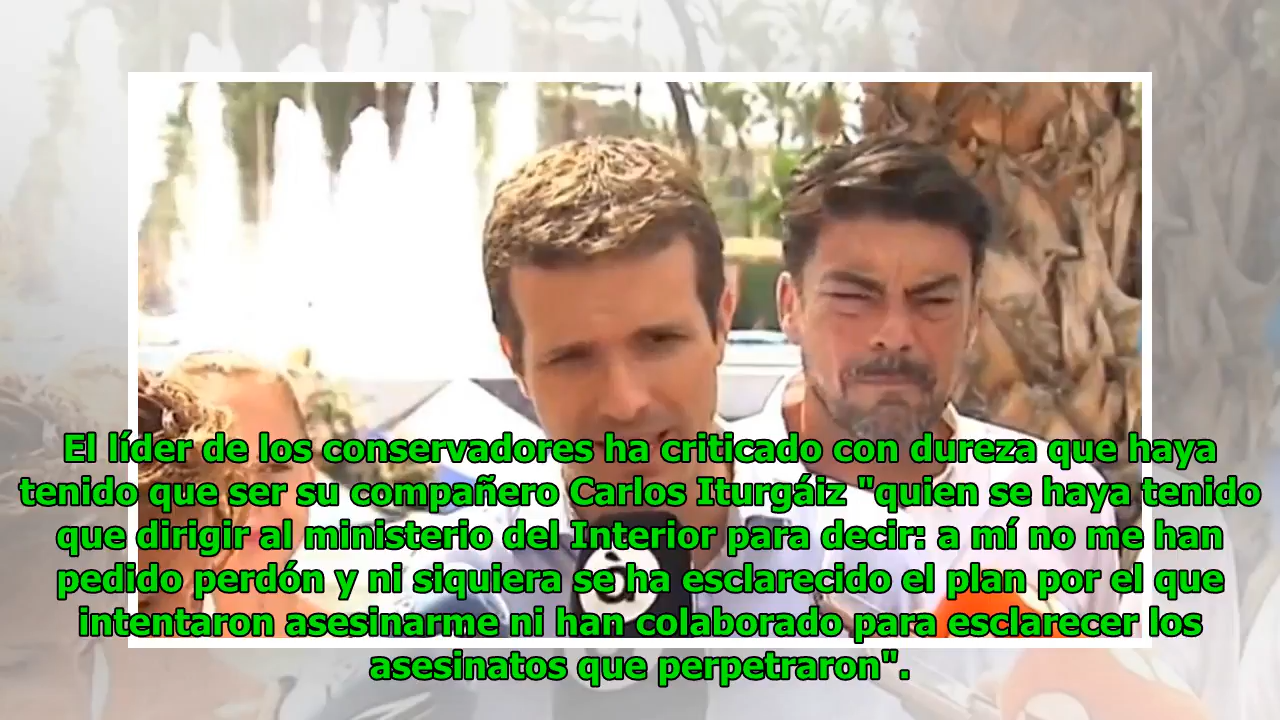 El líder de los conservadores ha criticado con dureza que haya
tenido que ser su compañero Carlos Iturgáiz "quien se haya tenido
que dirigir al ministerio del Interior para decir: a mí no me han
pedido perdón y ni siquiera se ha esclarecido el plan por el que
intentaron asesinarme ni han colaborado para esclarecer los
asesinatos que perpetraron".